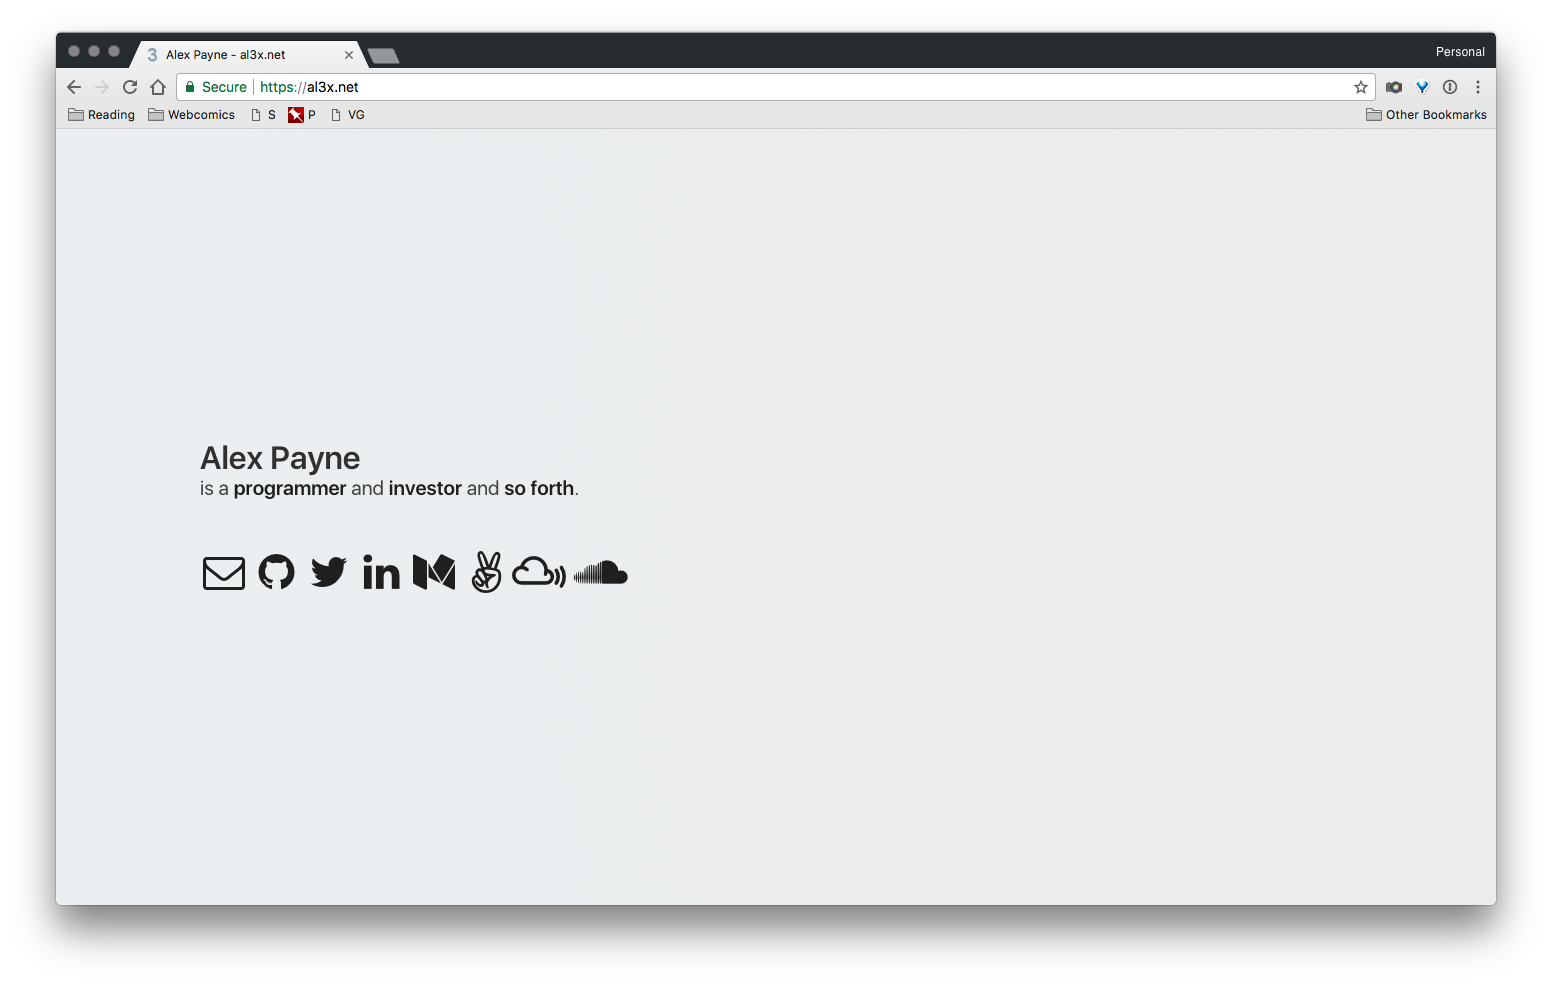 3 Alex Payne - al3x.net
Personal
Secure https://al3x.net
Reading Webcomics S P VG Other Bookmarks
Alex Payne
is a programmer and investor and so forth.
in